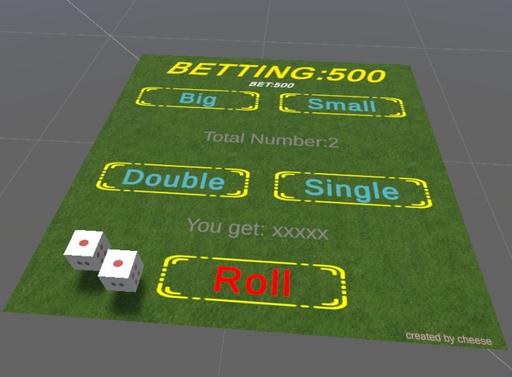 BETTING:500
BET:500
Big
Small
Total Number:2
Double
Single
You get: xxxxx
Roll
created by cheese